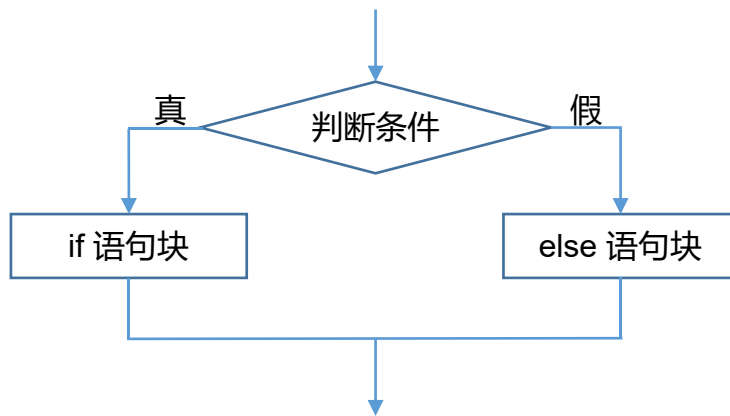 真
假
判断条件
if 语句块
else 语句块